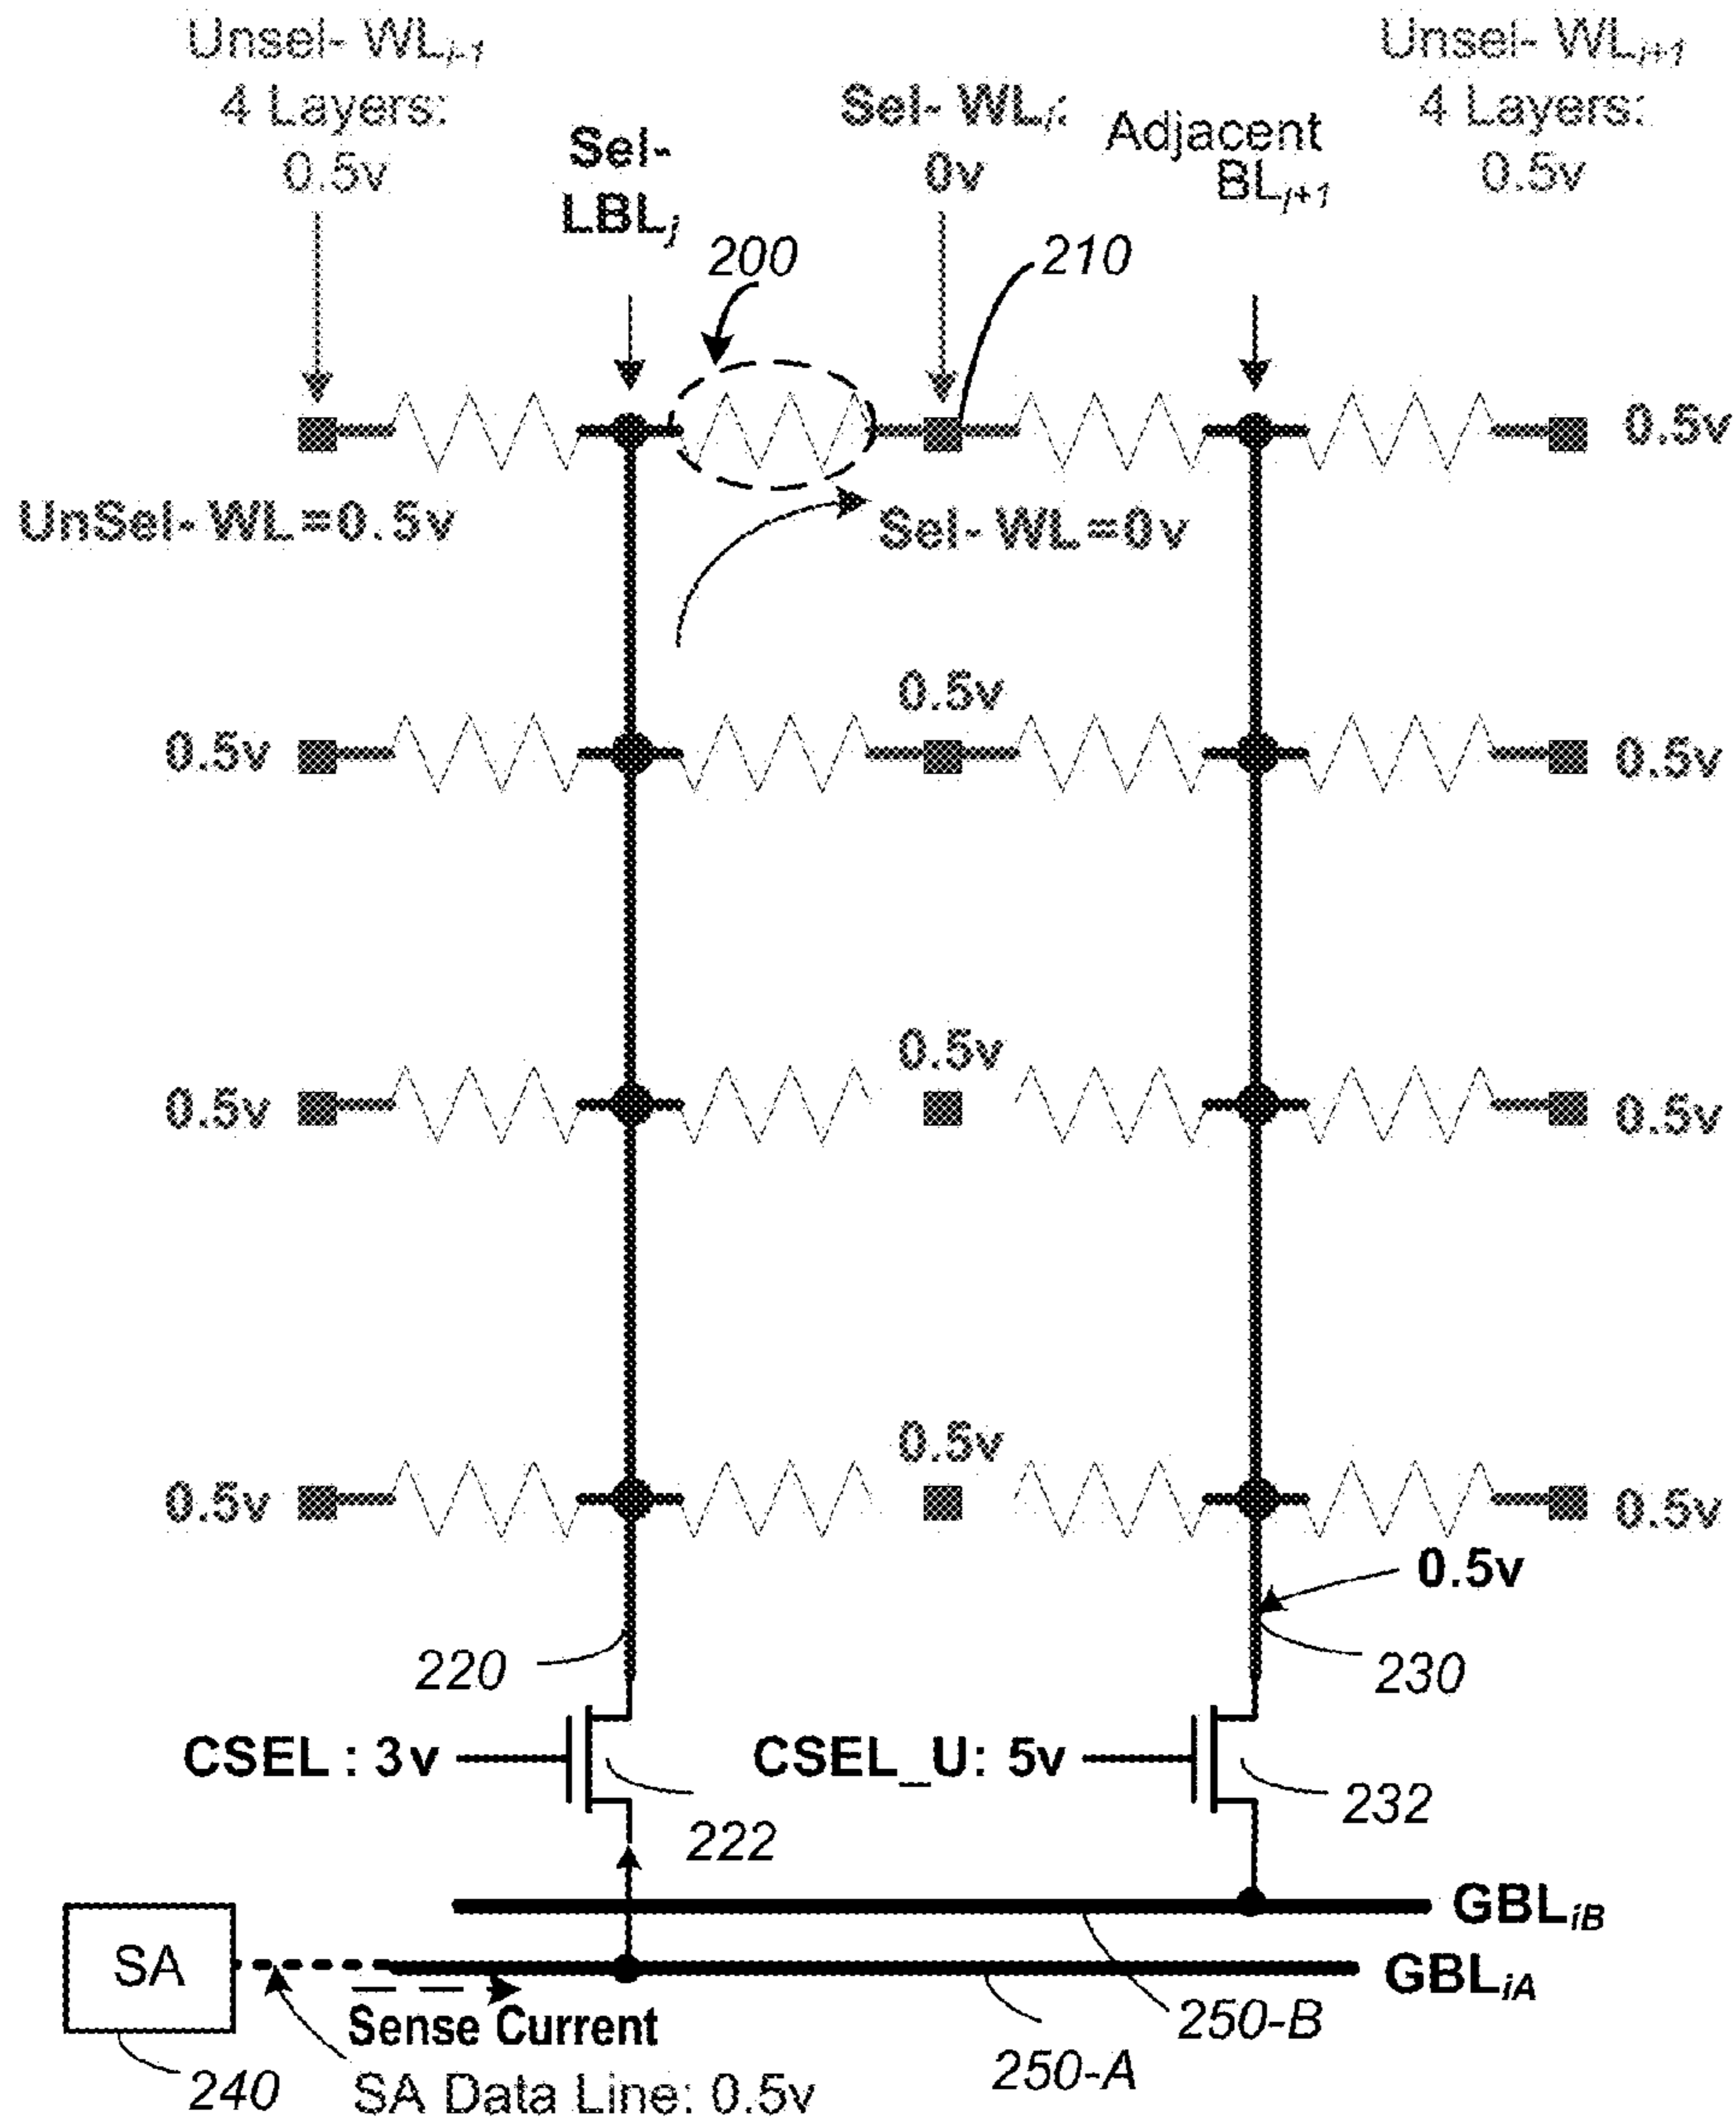 Unsel- WLj-1
4 Layers:
0.5v
Sel-
LBLj
Sel- WLj:
0v
Adjacent
BLj+1
Unsel- WLj+1
4 Layers:
0.5v
200
210
0.5v
UnSel- WL=0.5v
Sel- WL=0v
0.5v
0.5v
0.5v
0.5v
0.5v
0.5v
0.5v
0.5v
0.5v
0.5v
220
230
CSEL : 3v
CSEL_U: 5v
222
232
GBLiB
SA
GBLiA
Sense Current
250-B
240
SA Data Line: 0.5v
250-A